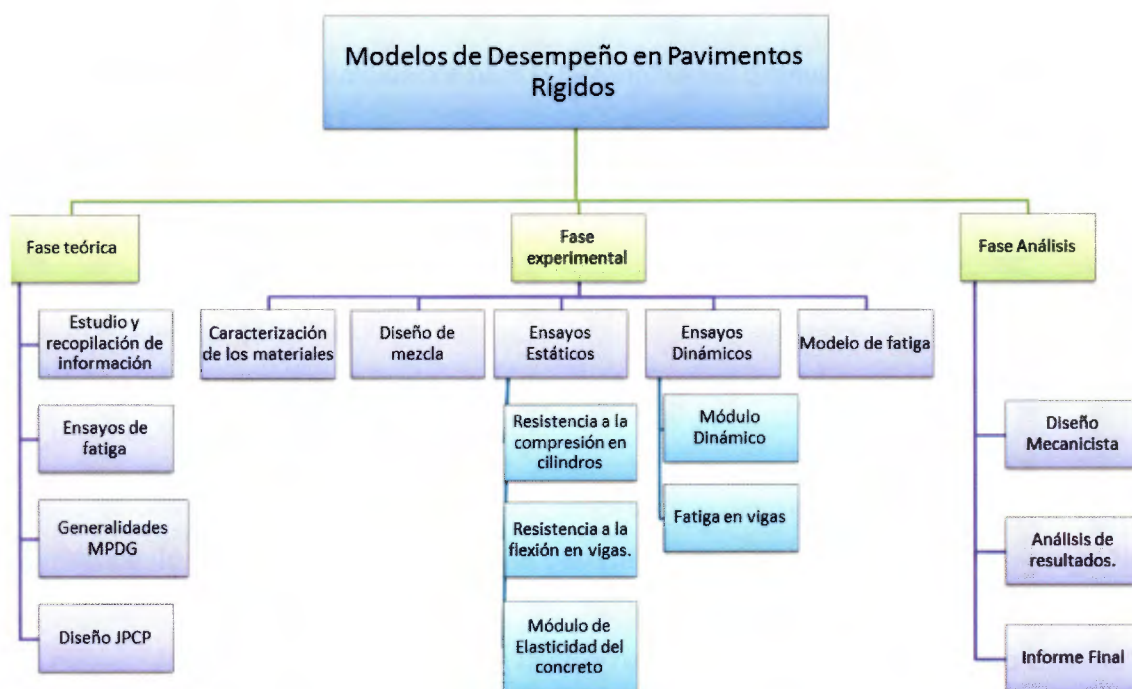 Modelos de Desempeño en Pavimentos
Rígidos
Fase teórica
Estudio y
recopilación de
información
Ensayos de
fatiga
Generalidades
MPDG
Diseño JPCP
Fase
experimental
Caracterización
de los materiales
Diseño de
mezcla
Ensayos
Estáticos
Resistencia a la
compresión en
cilindros
Resistencia a la
flexión en vigas.
Módulo de
Elasticidad del
concreto
Ensayos
Dinámicos
Módulo
Dinámico
Fatiga en vigas
Modelo de fatiga
Fase Análisis
Diseño
Mecanicista
Análisis de
resultados.
Informe Final